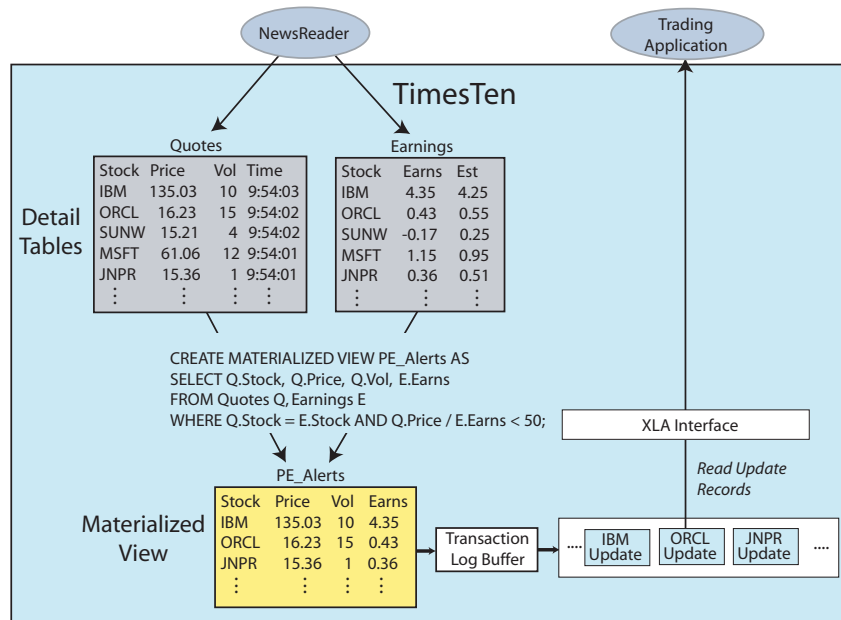 NewsReader
Trading
Application
TimesTen
Quotes
Stock Price Vol Time
IBM 135.03 10 9:54:03
ORCL 16.23 15 9:54:02
SUNW 15.21 4 9:54:02
MSFT 61.06 12 9:54:01
JNPR 15.36 1 9:54:01
Earnings
Stock Earns Est
IBM 4.35 4.25
ORCL 0.43 0.55
SUNW -0.17 0.25
MSFT 1.15 0.95
JNPR 0.36 0.51
Detail
Tables
CREATE MATERIALIZED VIEW PE_Alerts AS
SELECT Q.Stock, Q.Price, Q.Vol, E.Earns
FROM Quotes Q, Earnings E
WHERE Q.Stock = E.Stock AND Q.Price / E.Earns < 50;
XLA Interface
Read Update
Records
PE_Alerts
Materialized
View
Stock Price Vol Earns
IBM 135.03 10 4.35
ORCL 16.23 15 0.43
JNPR 15.36 1 0.36
Transaction
Log Buffer
....
IBM
Update
ORCL
Update
JNPR
Update
....